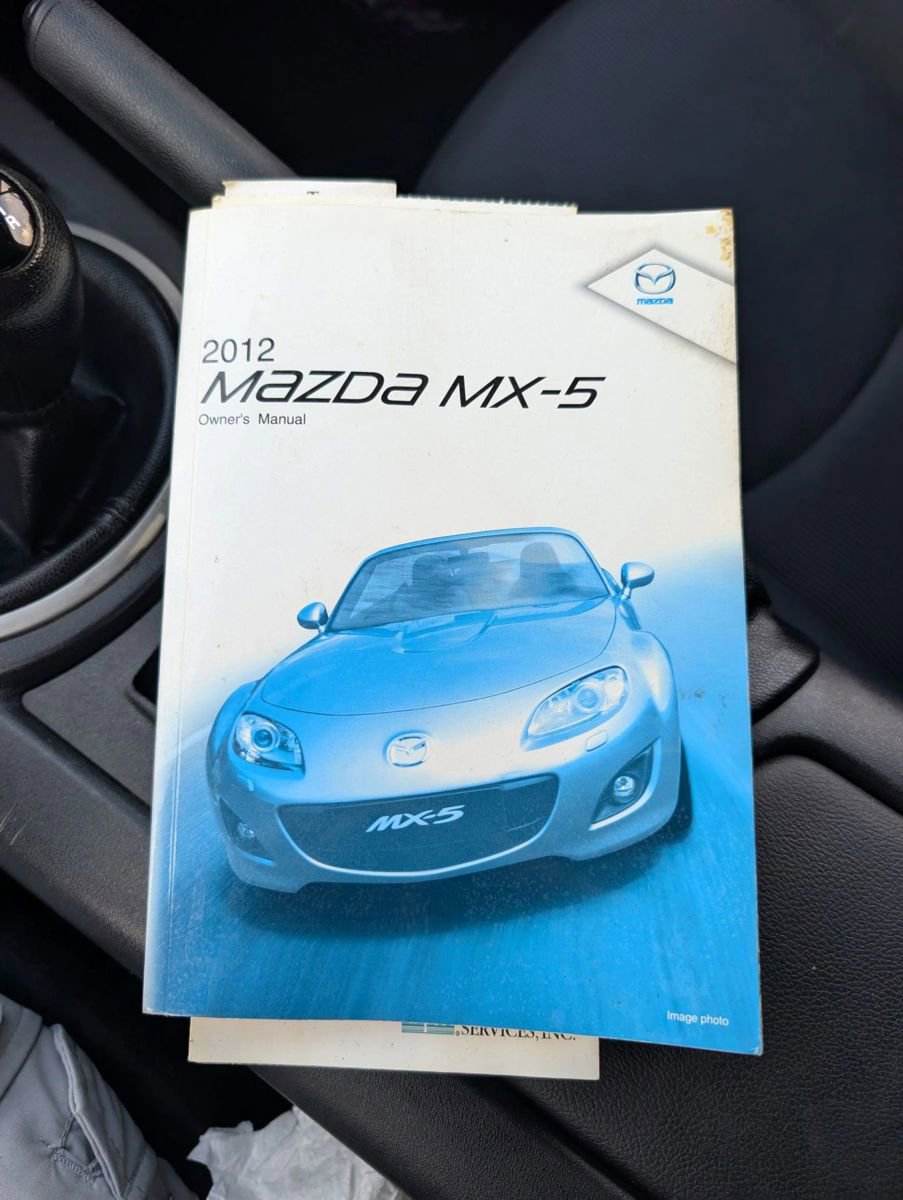 mazda
2012
mazda MX-5
Owner's Manual
MX-5
Image photo
SERVICES, INC.
R